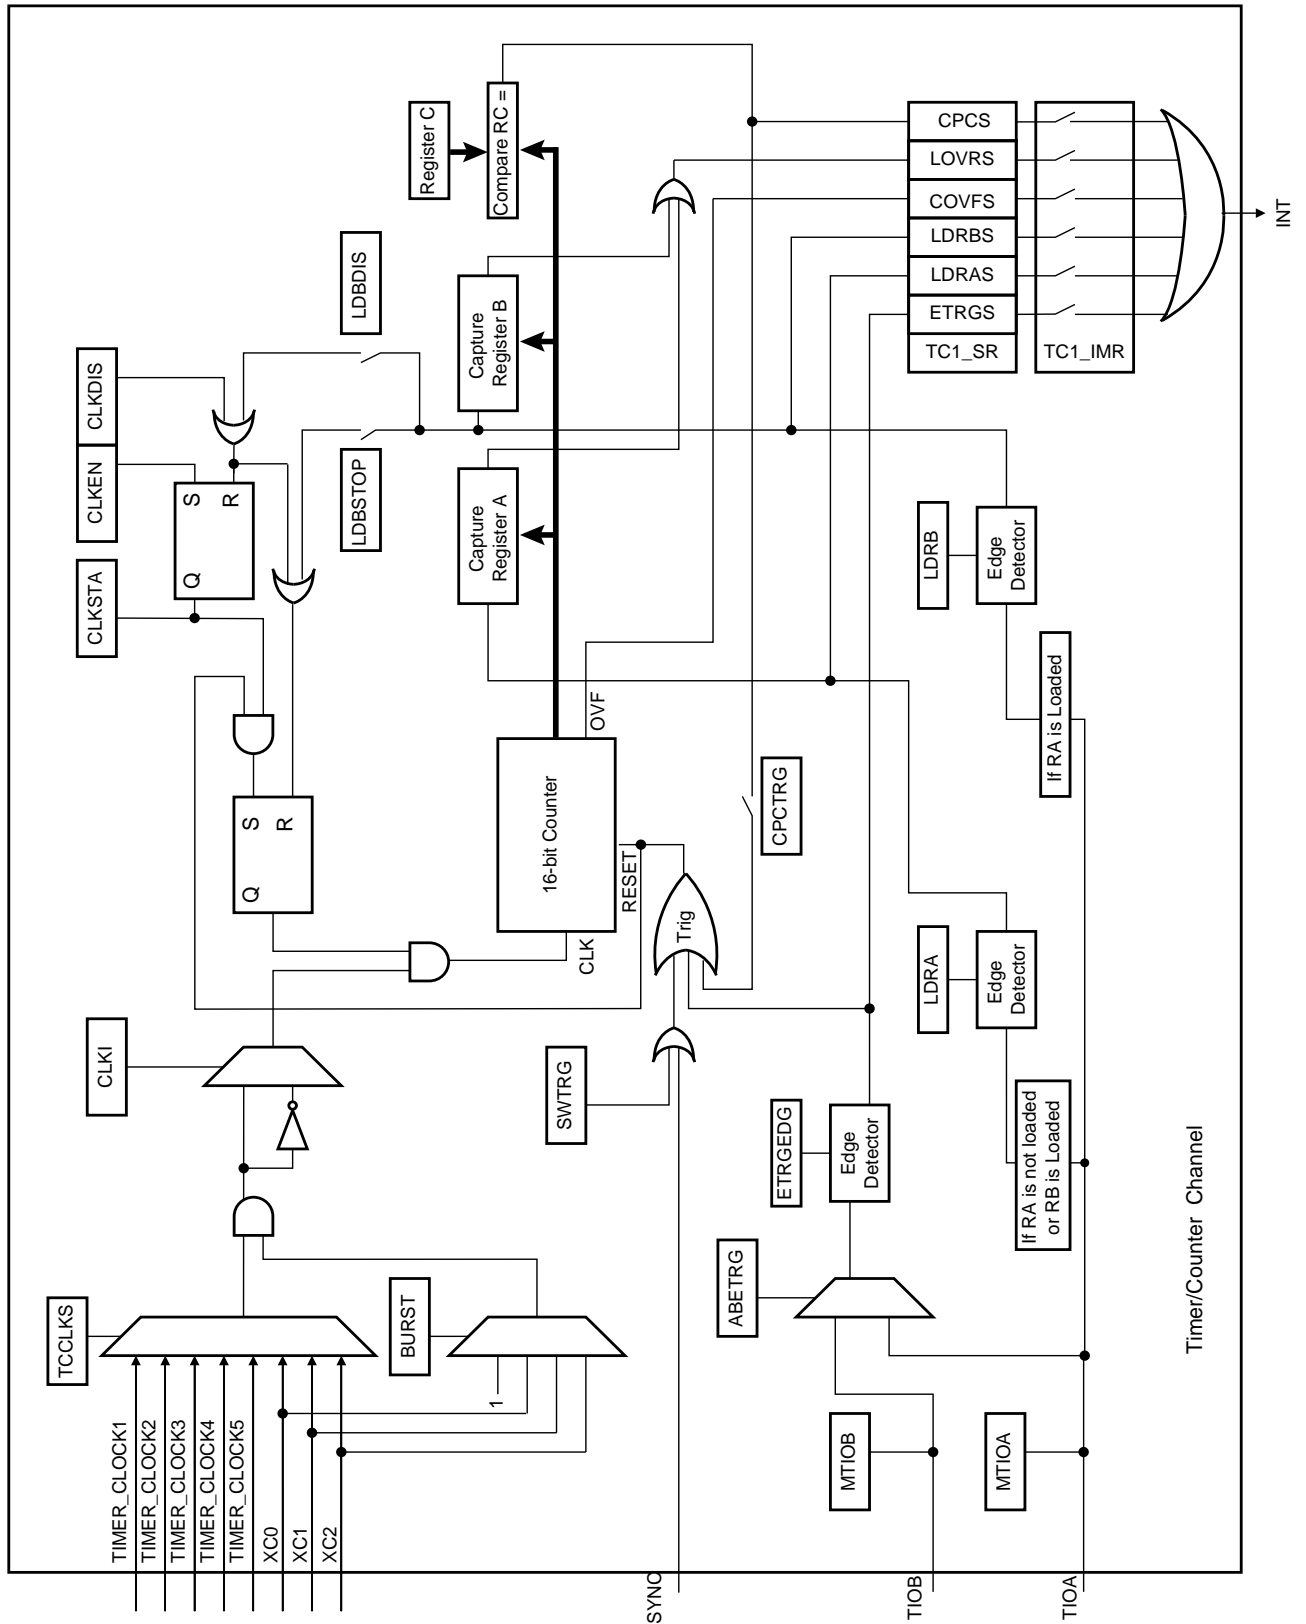 TIMER_CLOCK1
TIMER_CLOCK2
TIMER_CLOCK3
TIMER_CLOCK4
TIMER_CLOCK5
XC0
XC1
XC2
TCCLKS
BURST
1
CLKI
CLKSTA
CLKEN
CLKDIS
Q
S
R
Q
S
R
LDBSTOP
LDBDIS
CLK
16-bit Counter
OVF
RESET
Capture
Register A
Capture
Register B
Register C
Compare RC =
SYNC
SWTRG
Trig
CPCTRG
ABETRG
ETRGEDG
Edge
Detector
MTIOB
TIOB
MTIOA
TIOA
If RA is not loaded
or RB is Loaded
LDRA
Edge
Detector
If RA is Loaded
LDRB
Edge
Detector
CPCS
LOVRS
COVFS
LDRBS
LDRAS
ETRGS
TC1_SR
TC1_IMR
INT
Timer/Counter Channel